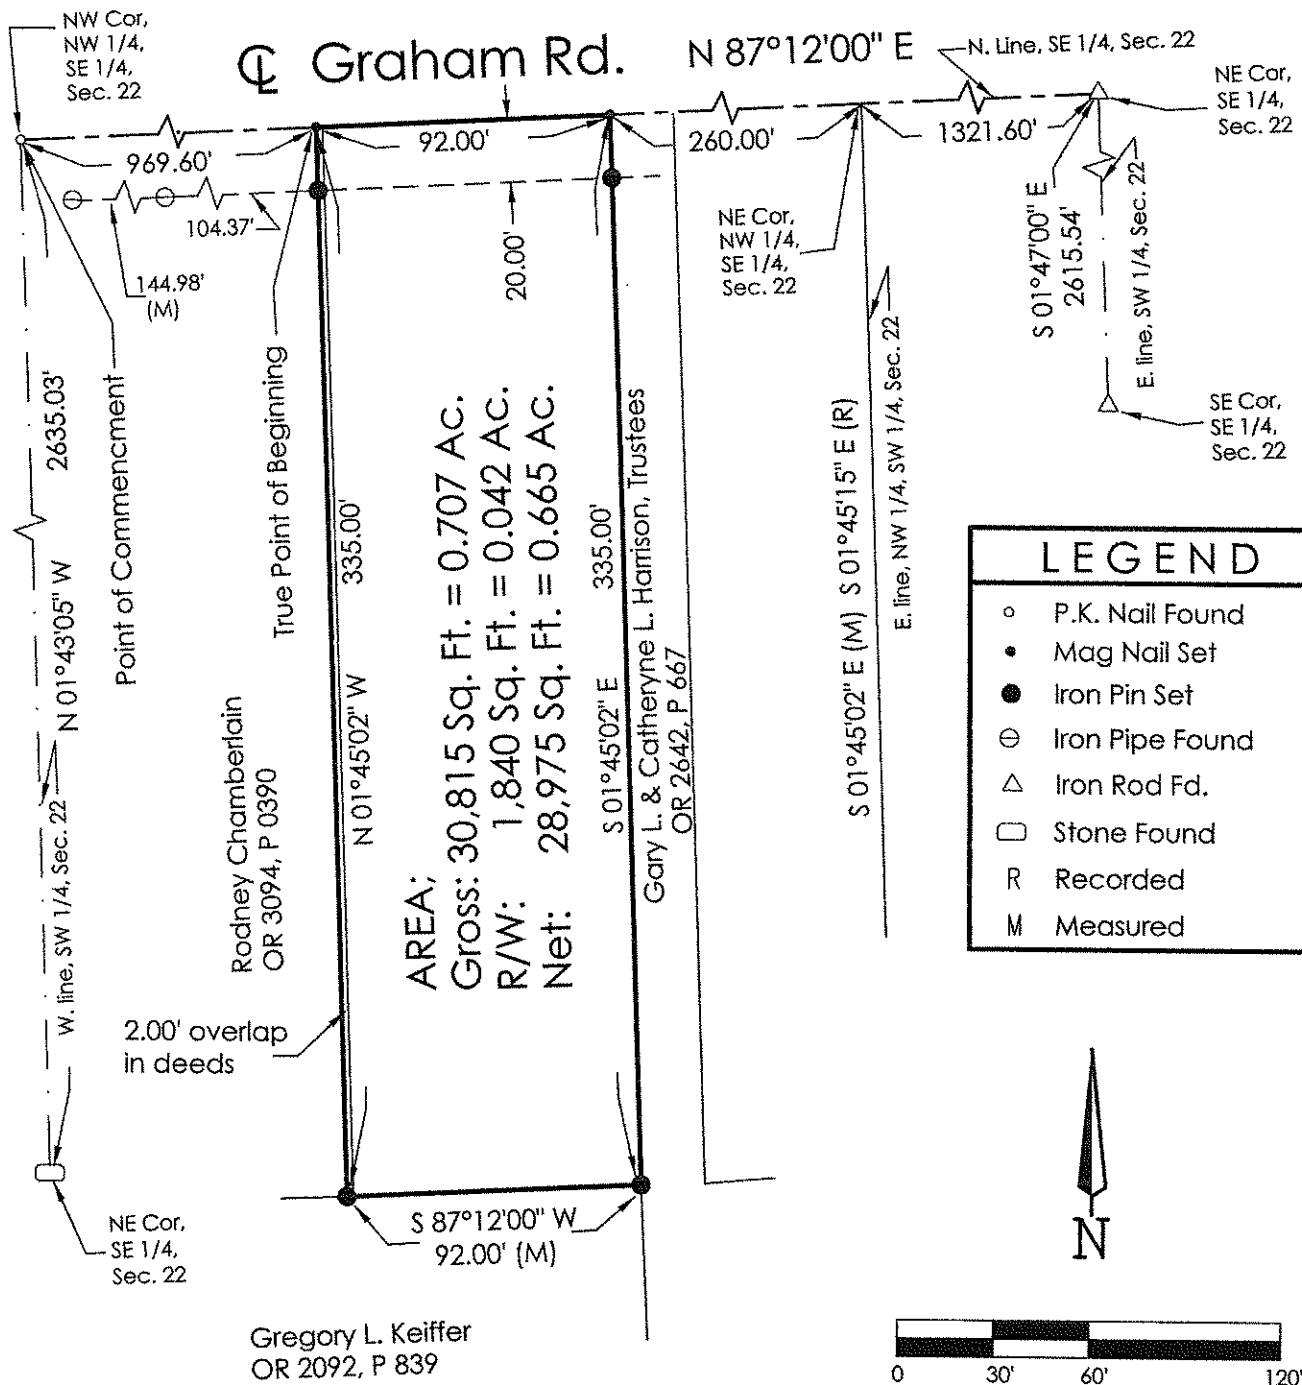 NW Cor,
NW 1/4,
SE 1/4,
Sec. 22
℄ Graham Rd.
N 87°12'00" E
N. Line, SE 1/4, Sec. 22
NE Cor,
SE 1/4,
Sec. 22
969.60'
92.00'
260.00'
1321.60'
104.37'
144.98'
(M)
20.00'
NE Cor,
NW 1/4,
SE 1/4,
Sec. 22
S 01°47'00" E
2615.54'
E. line, SW 1/4, Sec. 22
SE Cor,
SE 1/4,
Sec. 22
2635.03'
N 01°43'05" W
W. line, SW 1/4, Sec. 22
Point of Commencment
True Point of Beginning
Rodney Chamberlain
OR 3094, P 0390
335.00'
N 01°45'02" W
AREA;
Gross: 30,815 Sq. Ft. = 0.707 Ac.
R/W: 1,840 Sq. Ft. = 0.042 Ac.
Net: 28,975 Sq. Ft. = 0.665 Ac.
335.00'
S 01°45'02" E
Gary L. & Catheryne L. Harrison, Trustees
OR 2642, P 667
S 01°45'02" E (M) S 01°45'15" E (R)
E. line, NW 1/4, SW 1/4, Sec. 22
LEGEND
P.K. Nail Found
Mag Nail Set
Iron Pin Set
Iron Pipe Found
Iron Rod Fd.
Stone Found
R Recorded
M Measured
2.00' overlap
in deeds
NE Cor,
SE 1/4,
Sec. 22
S 87°12'00" W
92.00' (M)
N
Gregory L. Keiffer
OR 2092, P 839
0 30' 60' 120'